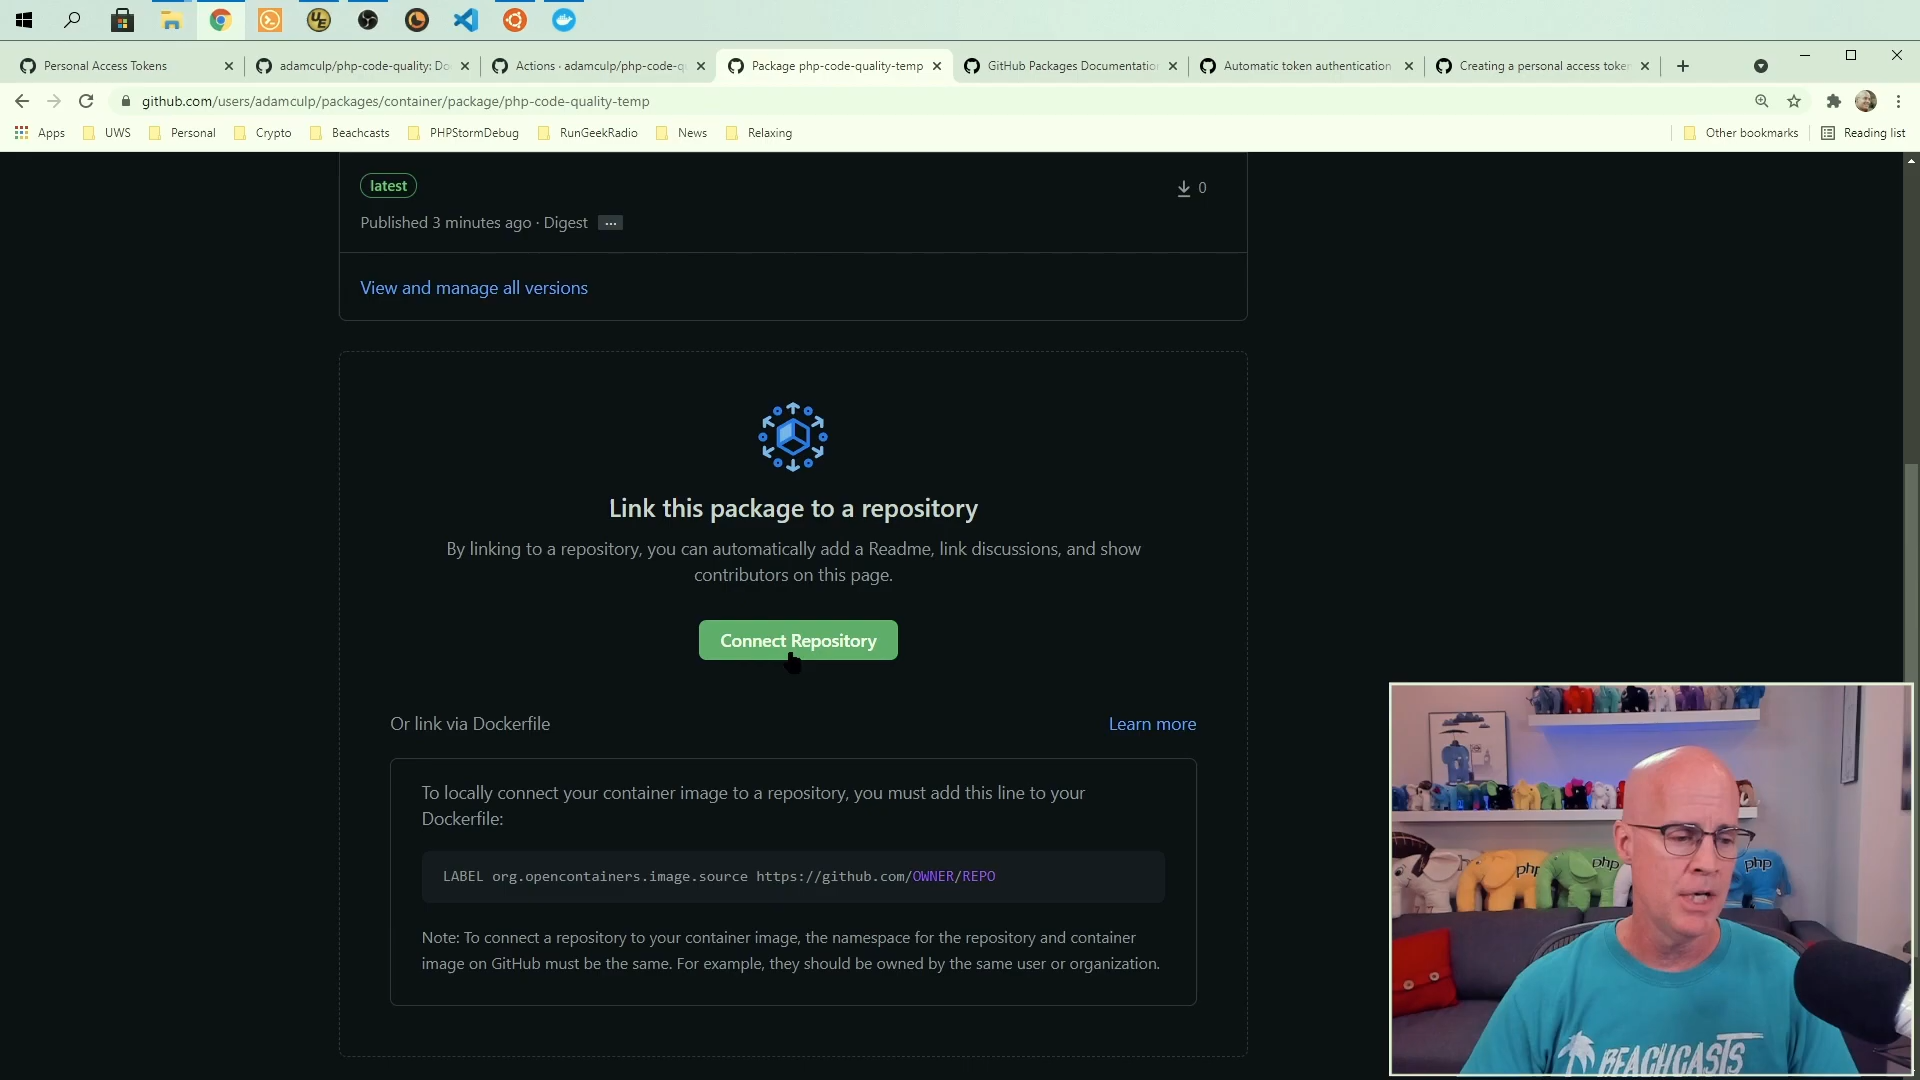 Personal Access Tokens
adamculp/php-code-quality: Do
Actions · adamculp/php-code-q
Package php-code-quality-temp
GitHub Packages Documentation
Automatic token authentication
Creating a personal access token
github.com/users/adamculp/packages/container/package/php-code-quality-temp
Apps
UWS
Personal
Crypto
Beachcasts
PHPStormDebug
RunGeekRadio
News
Relaxing
Other bookmarks
Reading list
latest
0
Published 3 minutes ago · Digest ...
View and manage all versions
Link this package to a repository
By linking to a repository, you can automatically add a Readme, link discussions, and show
contributors on this page.
Connect Repository
Or link via Dockerfile
Learn more
To locally connect your container image to a repository, you must add this line to your
Dockerfile:
LABEL org.opencontainers.image.source https://github.com/OWNER/REPO
Note: To connect a repository to your container image, the namespace for the repository and container
image on GitHub must be the same. For example, they should be owned by the same user or organization.
php
php
php
BEACHCASTS